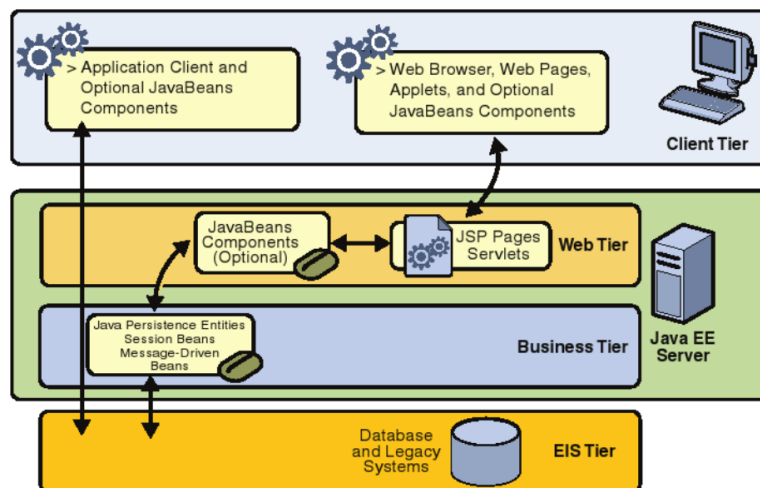 > Application Client and
Optional JavaBeans
Components
> Web Browser, Web Pages,
Applets, and Optional
JavaBeans Components
Client Tier
JavaBeans
Components
(Optional)
JSP Pages
Servlets
Web Tier
Java Persistence Entities
Session Beans
Message-Driven
Beans
Business Tier
Java EE
Server
Database
and Legacy
Systems
EIS Tier